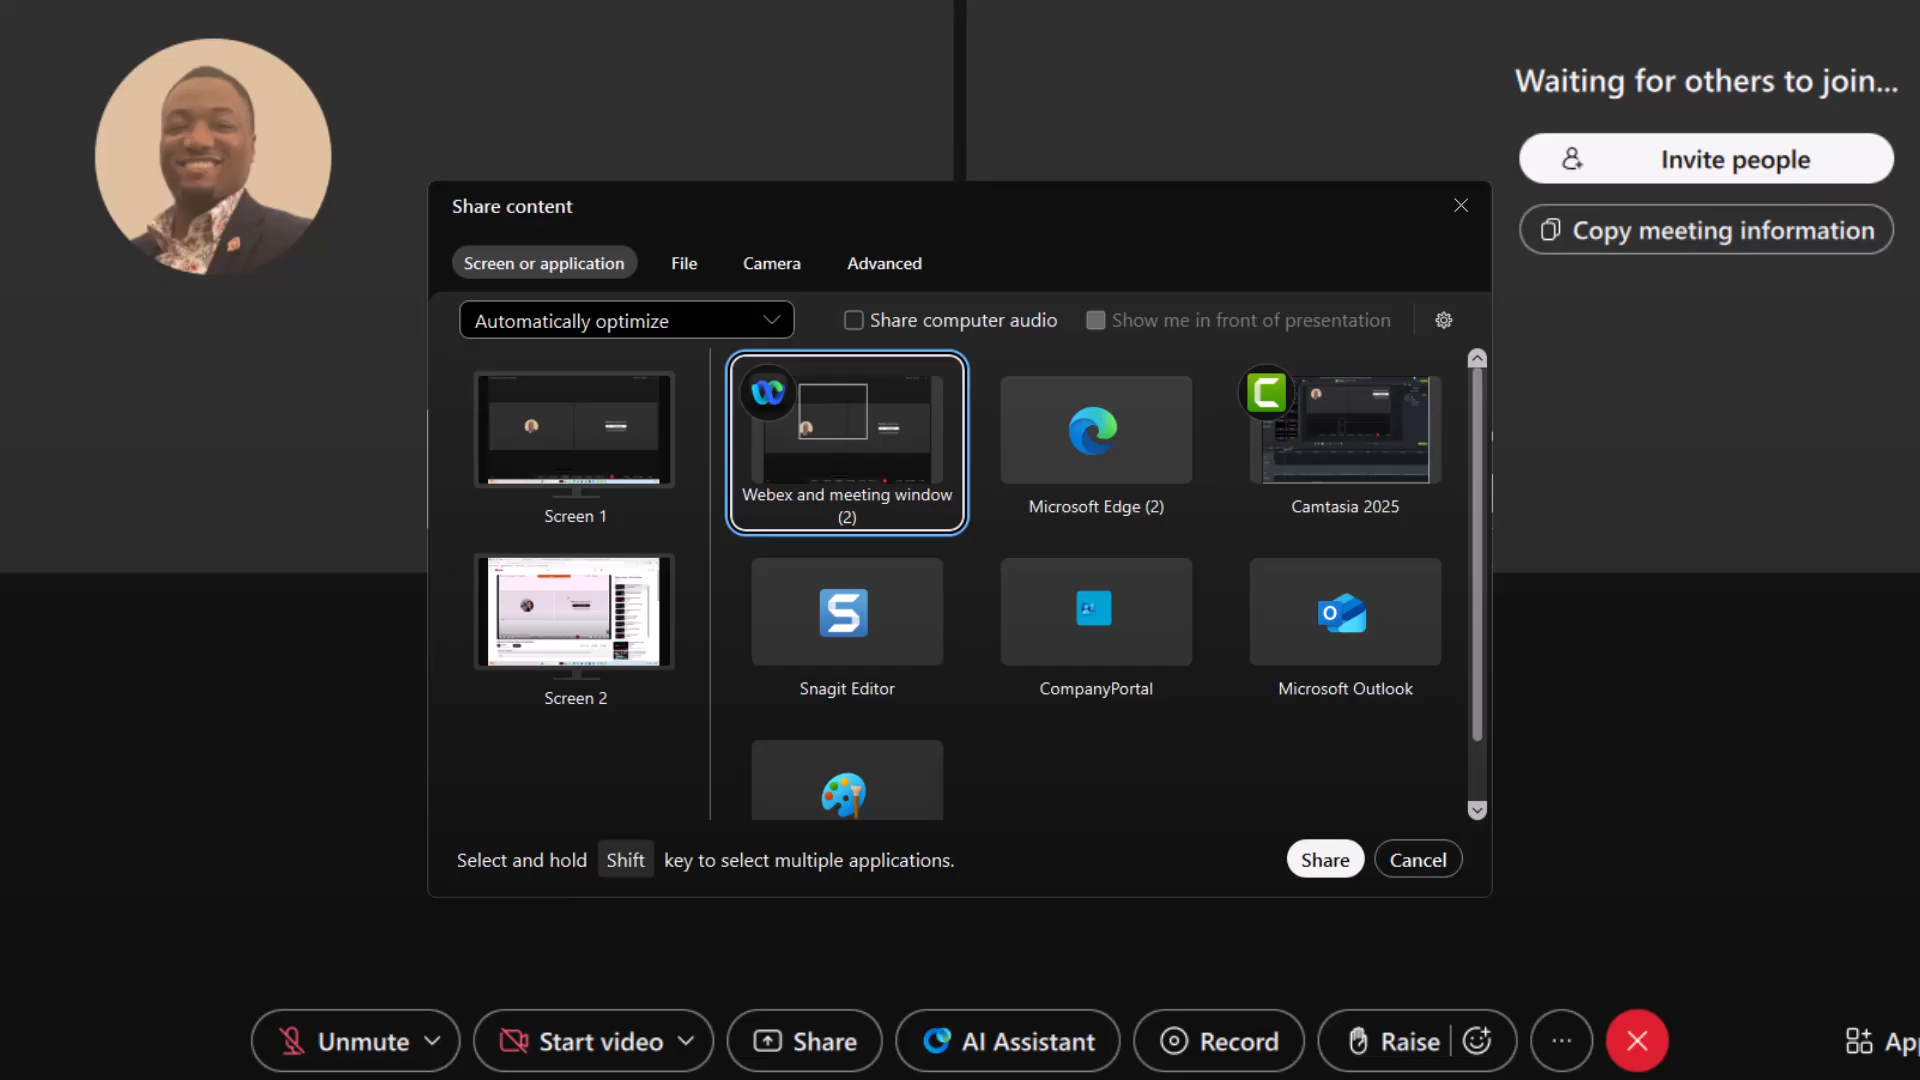 Waiting for others to join...
Invite people
Copy meeting information
Share content
Screen or application
File
Camera
Advanced
Automatically optimize
Share computer audio
Show me in front of presentation
Screen 1
Screen 2
Webex and meeting window
(2)
Microsoft Edge (2)
Camtasia 2025
Snagit Editor
CompanyPortal
Microsoft Outlook
Select and hold Shift key to select multiple applications.
Share
Cancel
Unmute
Start video
Share
AI Assistant
Record
Raise